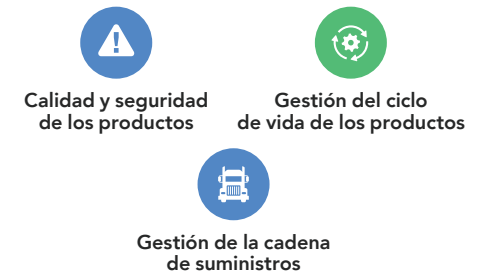 Calidad y seguridad
de los productos
Gestión del ciclo
de vida de los productos
Gestión de la cadena
de suministros